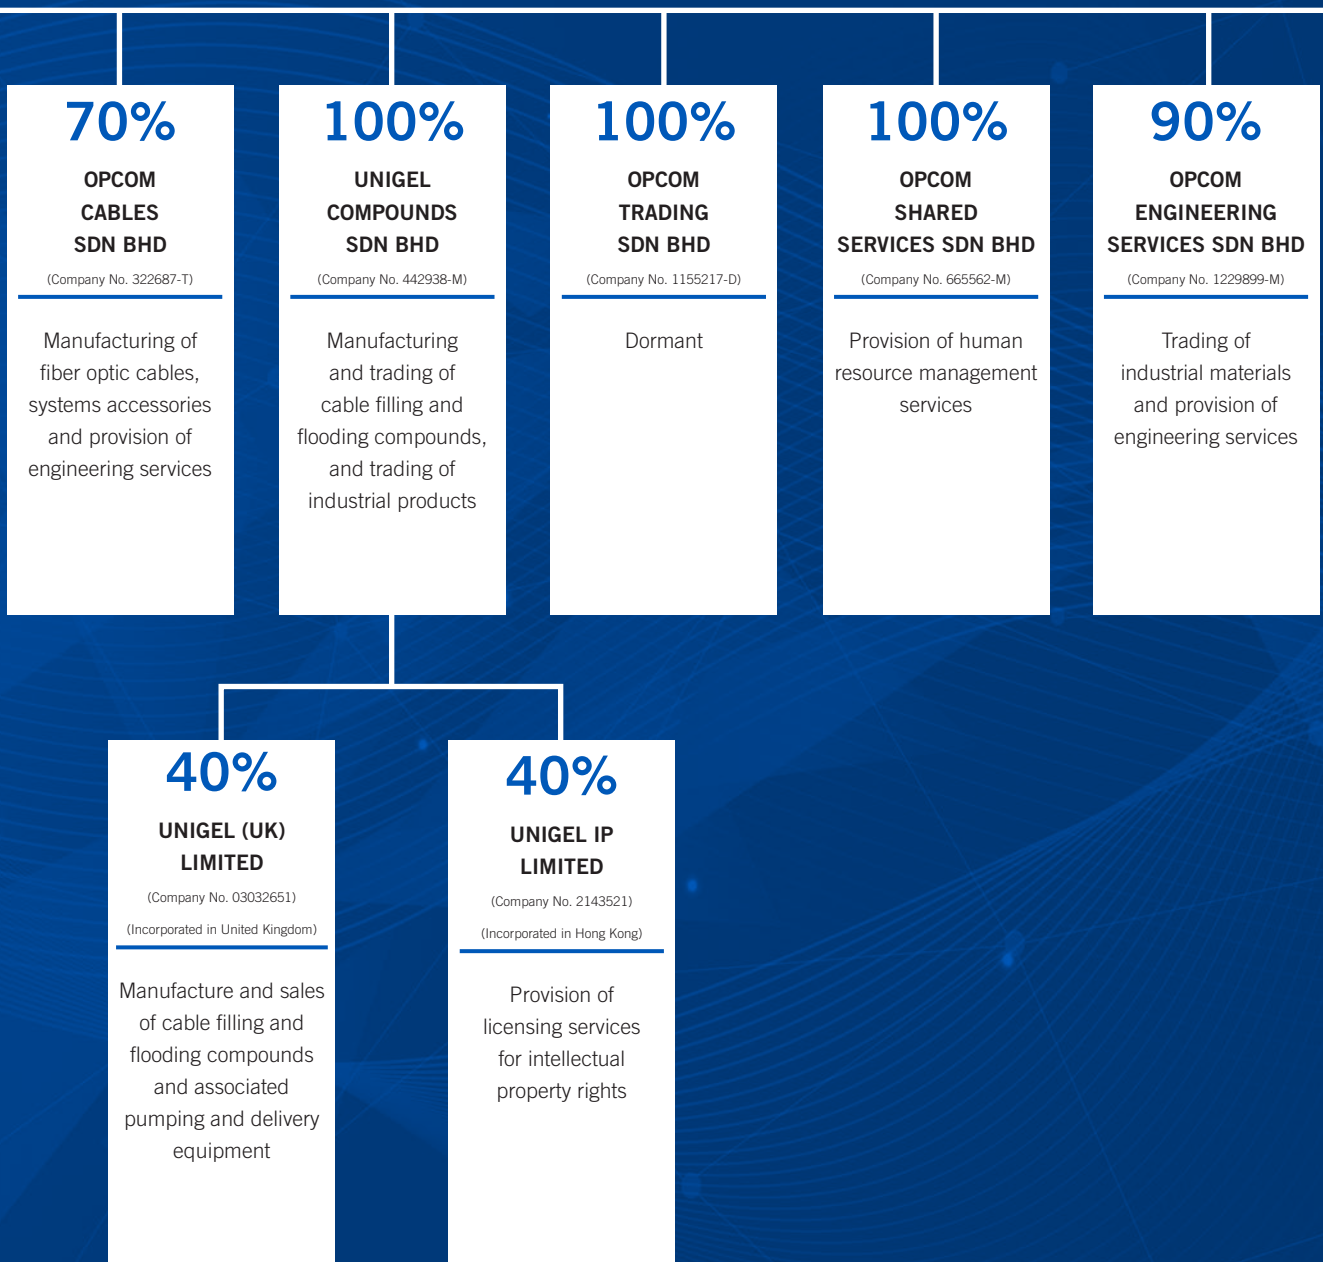 70%
OPCOM
CABLES
SDN BHD
(Company No. 322687-T)
Manufacturing of
fiber optic cables,
systems accessories
and provision of
engineering services
100%
UNIGEL
COMPOUNDS
SDN BHD
(Company No. 442938-M)
Manufacturing
and trading of
cable filling and
flooding compounds,
and trading of
industrial products
100%
OPCOM
TRADING
SDN BHD
(Company No. 1155217-D)
Dormant
100%
OPCOM
SHARED
SERVICES SDN BHD
(Company No. 665562-M)
Provision of human
resource management
services
90%
OPCOM
ENGINEERING
SERVICES SDN BHD
(Company No. 1229899-M)
Trading of
industrial materials
and provision of
engineering services
40%
UNIGEL (UK)
LIMITED
(Company No. 03032651)
(Incorporated in United Kingdom)
Manufacture and sales
of cable filling and
flooding compounds
and associated
pumping and delivery
equipment
40%
UNIGEL IP
LIMITED
(Company No. 2143521)
(Incorporated in Hong Kong)
Provision of
licensing services
for intellectual
property rights